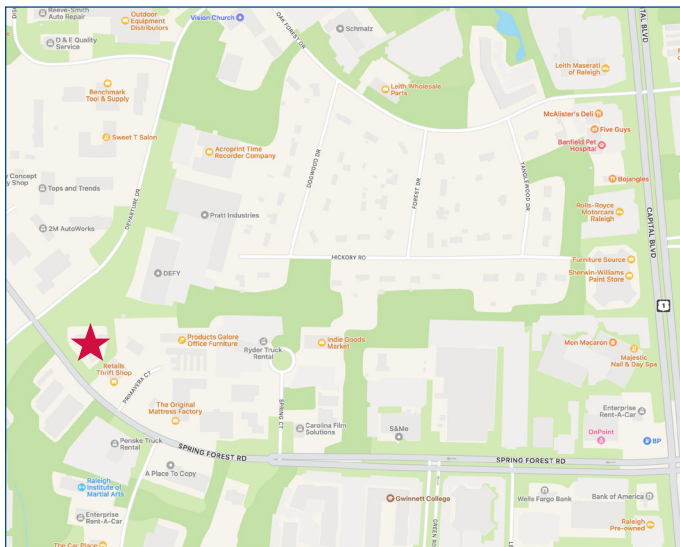 Reeve-Smith
Auto Repair
Outdoor
Equipment
Distributors
Vision Church
OAK FOREST DR
Schmalz
D & E Quality
Service
Leith Maserati
of Raleigh
Benchmark
Tool & Supply
Leith Wholesale
Parts
McAlister's Deli
Five Guys
Sweet T Salon
Banfield Pet
Hospital
Acroprint Time
Recorder Company
DOGWOOD DR
FOREST DR
TANGLEWOOD DR
Bojangles
Concept
Shop
Tops and Trends
DEPARTURE DR
Pratt Industries
Rolls-Royce
Motorcars
Raleigh
CAPITAL BLVD
2M AutoWorks
HICKORY RD
Furniture Source
DEFY
Sherwin-Williams
Paint Store
1
Products Galore
Office Furniture
Ryder Truck
Rental
Indie Goods
Market
Mon Macaron
Majestic
Nail & Day Spa
Retails
Thrift Shop
PRIMAVERA CT
The Original
Mattress Factory
SPRING CT
Carolina Film
Solutions
S&Me
Enterprise
Rent-A-Car
OnPoint
BP
Penske Truck
Rental
SPRING FOREST RD
SPRING FOREST RD
A Place To Copy
Raleigh
Institute of
Martial Arts
Gwinnett College
GREEN RD
Wells Fargo Bank
Bank of America
Enterprise
Rent-A-Car
Raleigh
Pre-owned
The Car Place